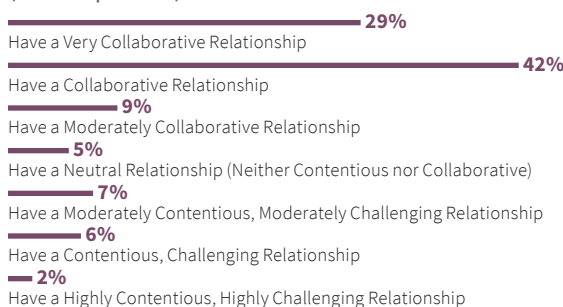 29%
Have a Very Collaborative Relationship
42%
Have a Collaborative Relationship
9%
Have a Moderately Collaborative Relationship
5%
Have a Neutral Relationship (Neither Contentious nor Collaborative)
7%
Have a Moderately Contentious, Moderately Challenging Relationship
6%
Have a Contentious, Challenging Relationship
2%
Have a Highly Contentious, Highly Challenging Relationship